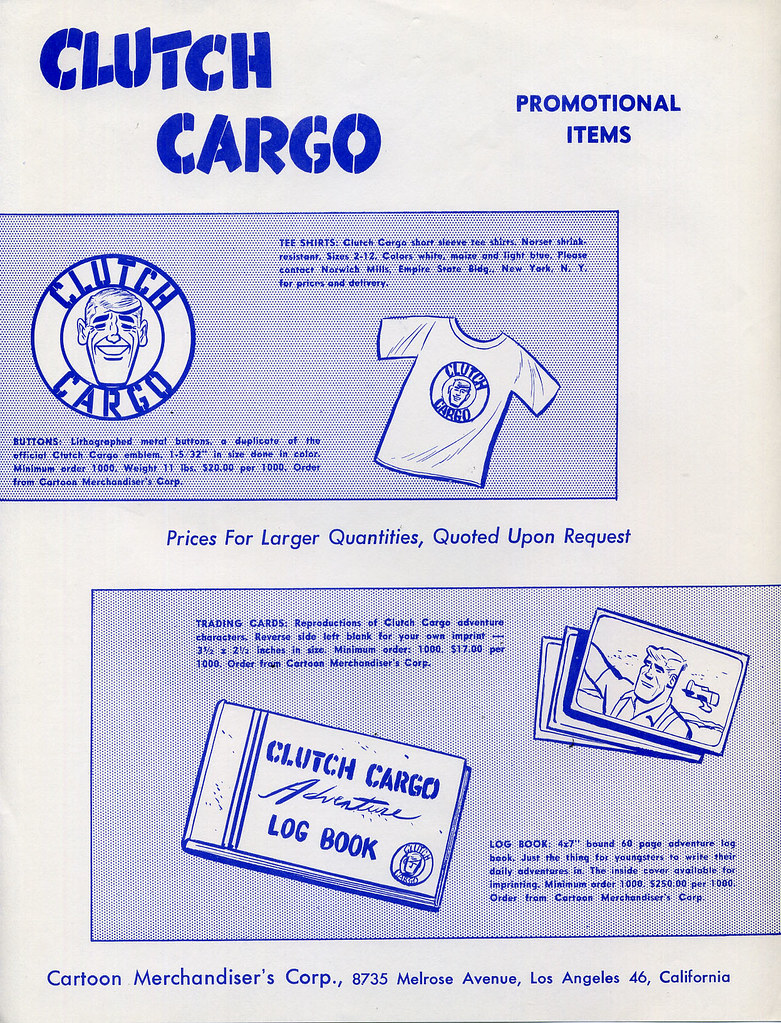 CLUTCH
CARGO
PROMOTIONAL
ITEMS
TEE SHIRTS: Clutch Cargo short sleeve tee shirts. Norset shrink-
resistant. Sizes 2-12. Colors white, maize and light blue. Please
contact Norwich Mills, Empire State Bldg., New York, N. Y.
for prices and delivery.
CLUTCH
CARGO
CLUTCH
CARGO
BUTTONS: Lithographed metal buttons, a duplicate of the
official Clutch Cargo emblem. 1-5 32" in size done in color.
Minimum order 1000. Weight 11 lbs. $20.00 per 1000. Order
from Cartoon Merchandiser's Corp.
Prices For Larger Quantities, Quoted Upon Request
TRADING CARDS: Reproductions of Clutch Cargo adventure
characters. Reverse side left blank for your own imprint —
3½ x 2½ inches in size. Minimum order: 1000. $17.00 per
1000. Order from Cartoon Merchandiser's Corp.
CLUTCH CARGO
Adventure
LOG BOOK
CLUTCH
CARGO
LOG BOOK: 4x7" bound 60 page adventure log
book. Just the thing for youngsters to write their
daily adventures in. The inside cover available for
imprinting. Minimum order 1000. $250.00 per 1000.
Order from Cartoon Merchandiser's Corp.
Cartoon Merchandiser's Corp., 8735 Melrose Avenue, Los Angeles 46, California